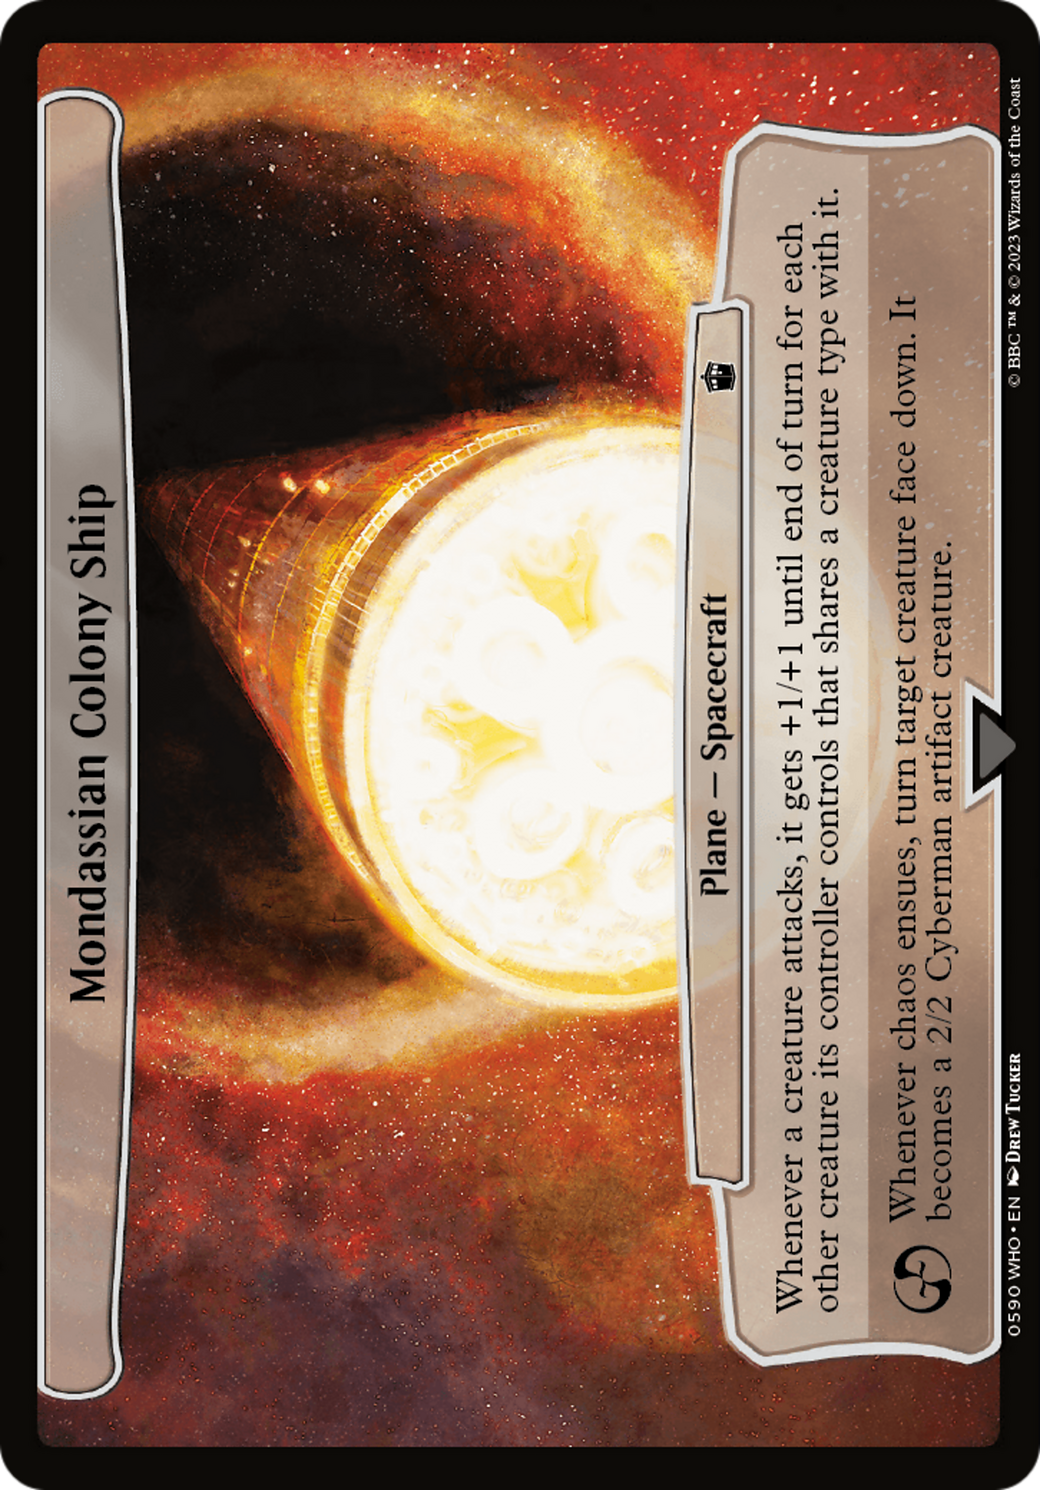 Mondassian Colony Ship
Plane — Spacecraft
Whenever a creature attacks, it gets +1/+1 until end of turn for each
other creature its controller controls that shares a creature type with it.
Whenever chaos ensues, turn target creature face down. It
becomes a 2/2 Cyberman artifact creature.
0590 WHO • EN DREW TUCKER
© BBC ™ & © 2023 Wizards of the Coast